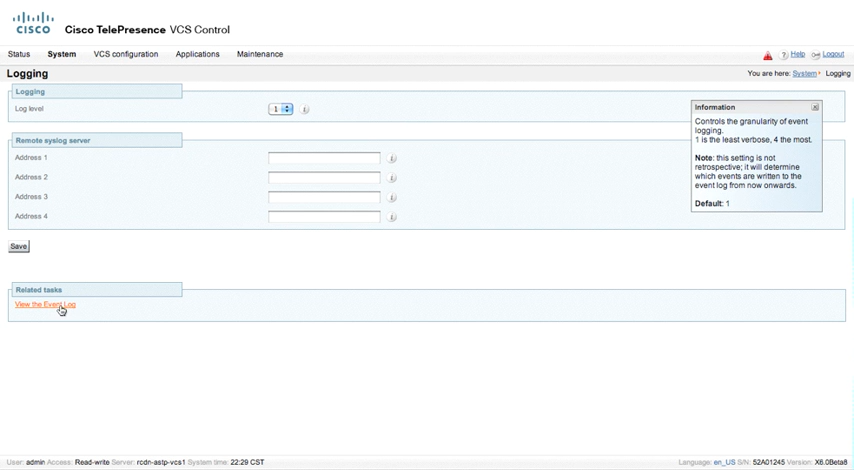 CISCO
Cisco TelePresence VCS Control
Status System VCS configuration Applications Maintenance Help Logout
Logging You are here: System Logging
Logging
Log level 1 i
Information
Controls the granularity of event
logging.
1 is the least verbose, 4 the most.
Note: this setting is not
retrospective; it will determine
which events are written to the
event log from now onwards.
Default: 1
Remote syslog server
Address 1 i
Address 2 i
Address 3 i
Address 4 i
Save
Related tasks
View the Event Log
User: admin Access: Read-write Server: rcdn-astp-vcs1 System time: 22:29 CST Language: en_US S/N: 52A01245 Version: X6.0Beta8